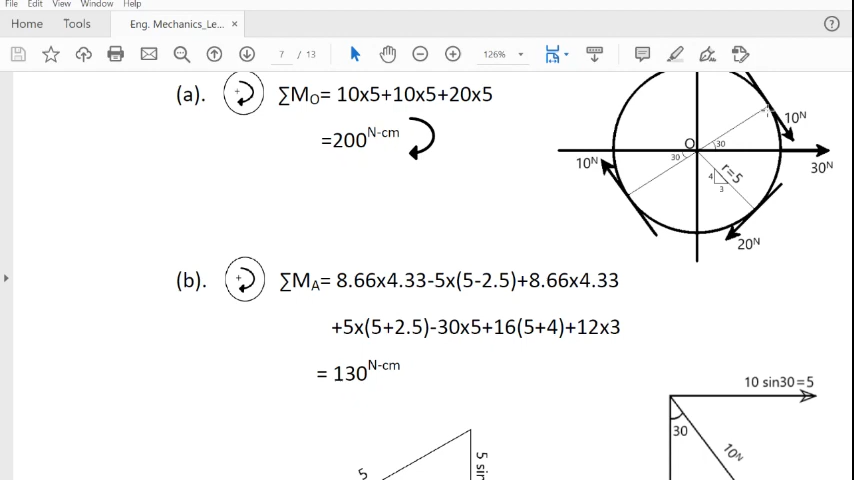 File Edit View Window Help
Home Tools Eng. Mechanics_Le... ×
7 / 13 126%
(a). ∑MO= 10x5+10x5+20x5
=200N-cm
(b). ∑MA= 8.66x4.33-5x(5-2.5)+8.66x4.33
+5x(5+2.5)-30x5+16(5+4)+12x3
= 130N-cm
10N
O
30
30
10N
30N
r=5
4
3
20N
10 sin30=5
30
10N
5
5 sin